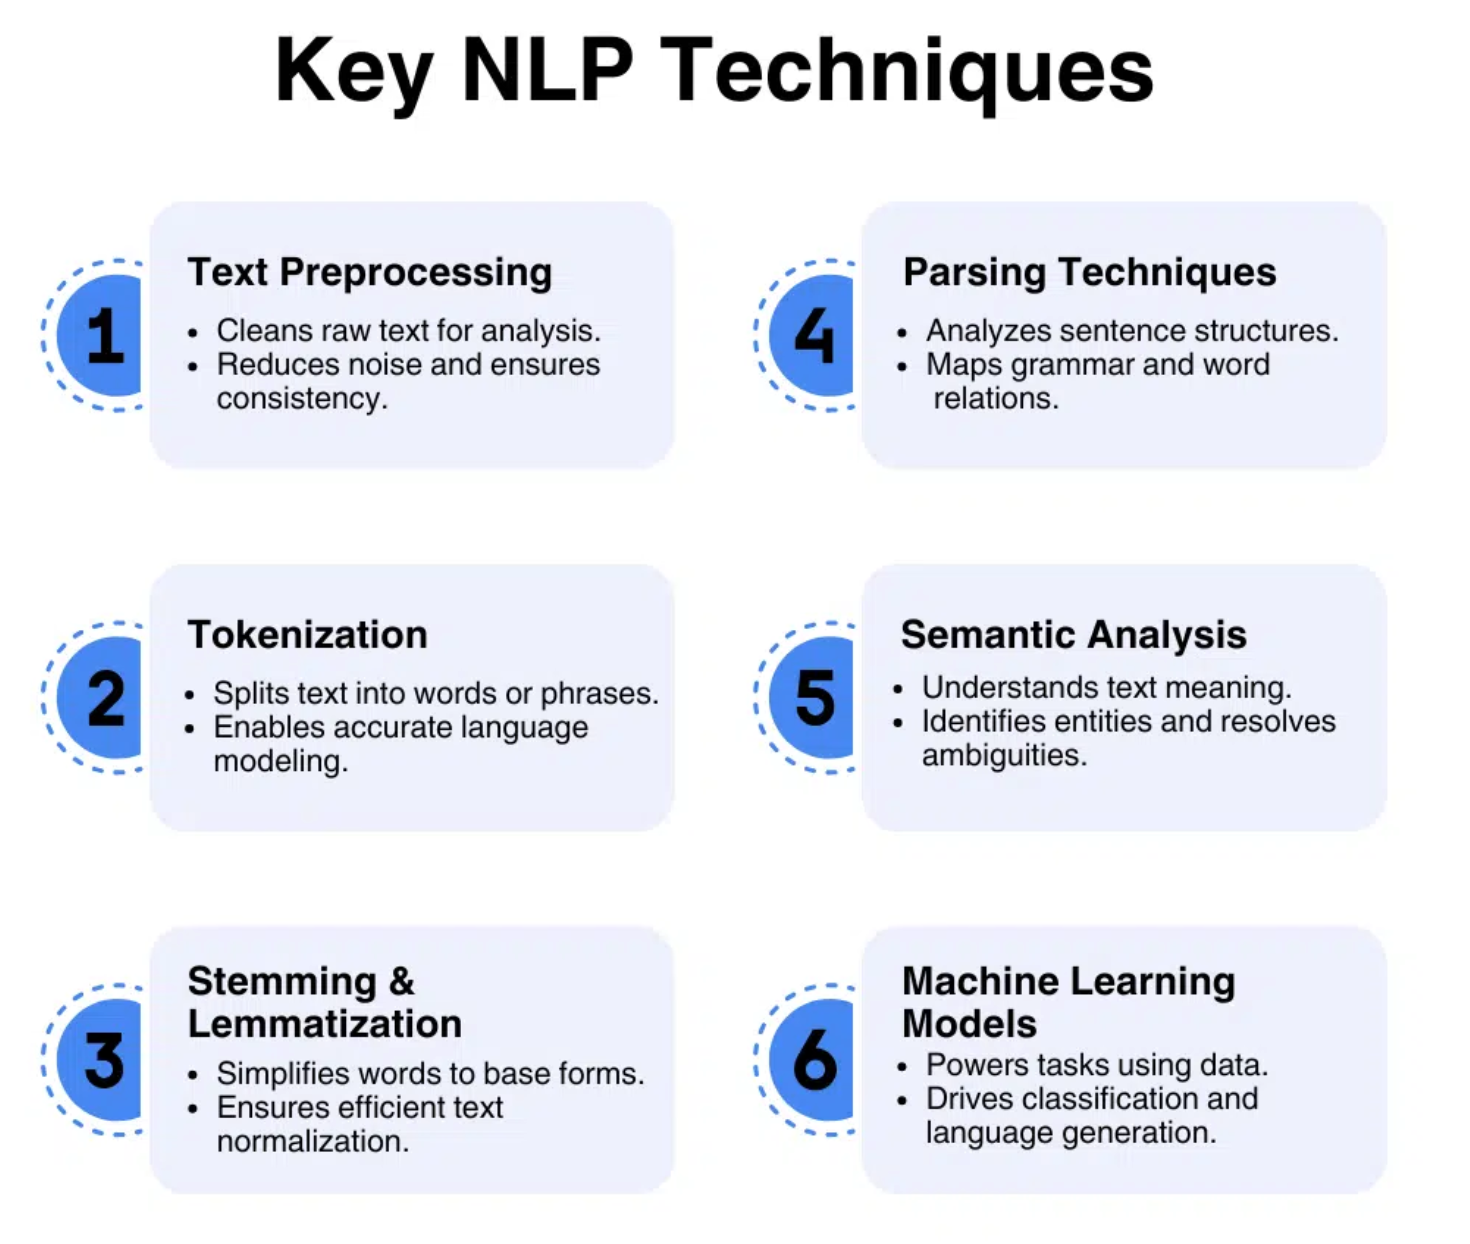 Key NLP Techniques
1
Text Preprocessing
• Cleans raw text for analysis.
• Reduces noise and ensures
consistency.
2
Tokenization
• Splits text into words or phrases.
• Enables accurate language
modeling.
3
Stemming &
Lemmatization
• Simplifies words to base forms.
• Ensures efficient text
normalization.
4
Parsing Techniques
• Analyzes sentence structures.
• Maps grammar and word
relations.
5
Semantic Analysis
• Understands text meaning.
• Identifies entities and resolves
ambiguities.
6
Machine Learning
Models
• Powers tasks using data.
• Drives classification and
language generation.